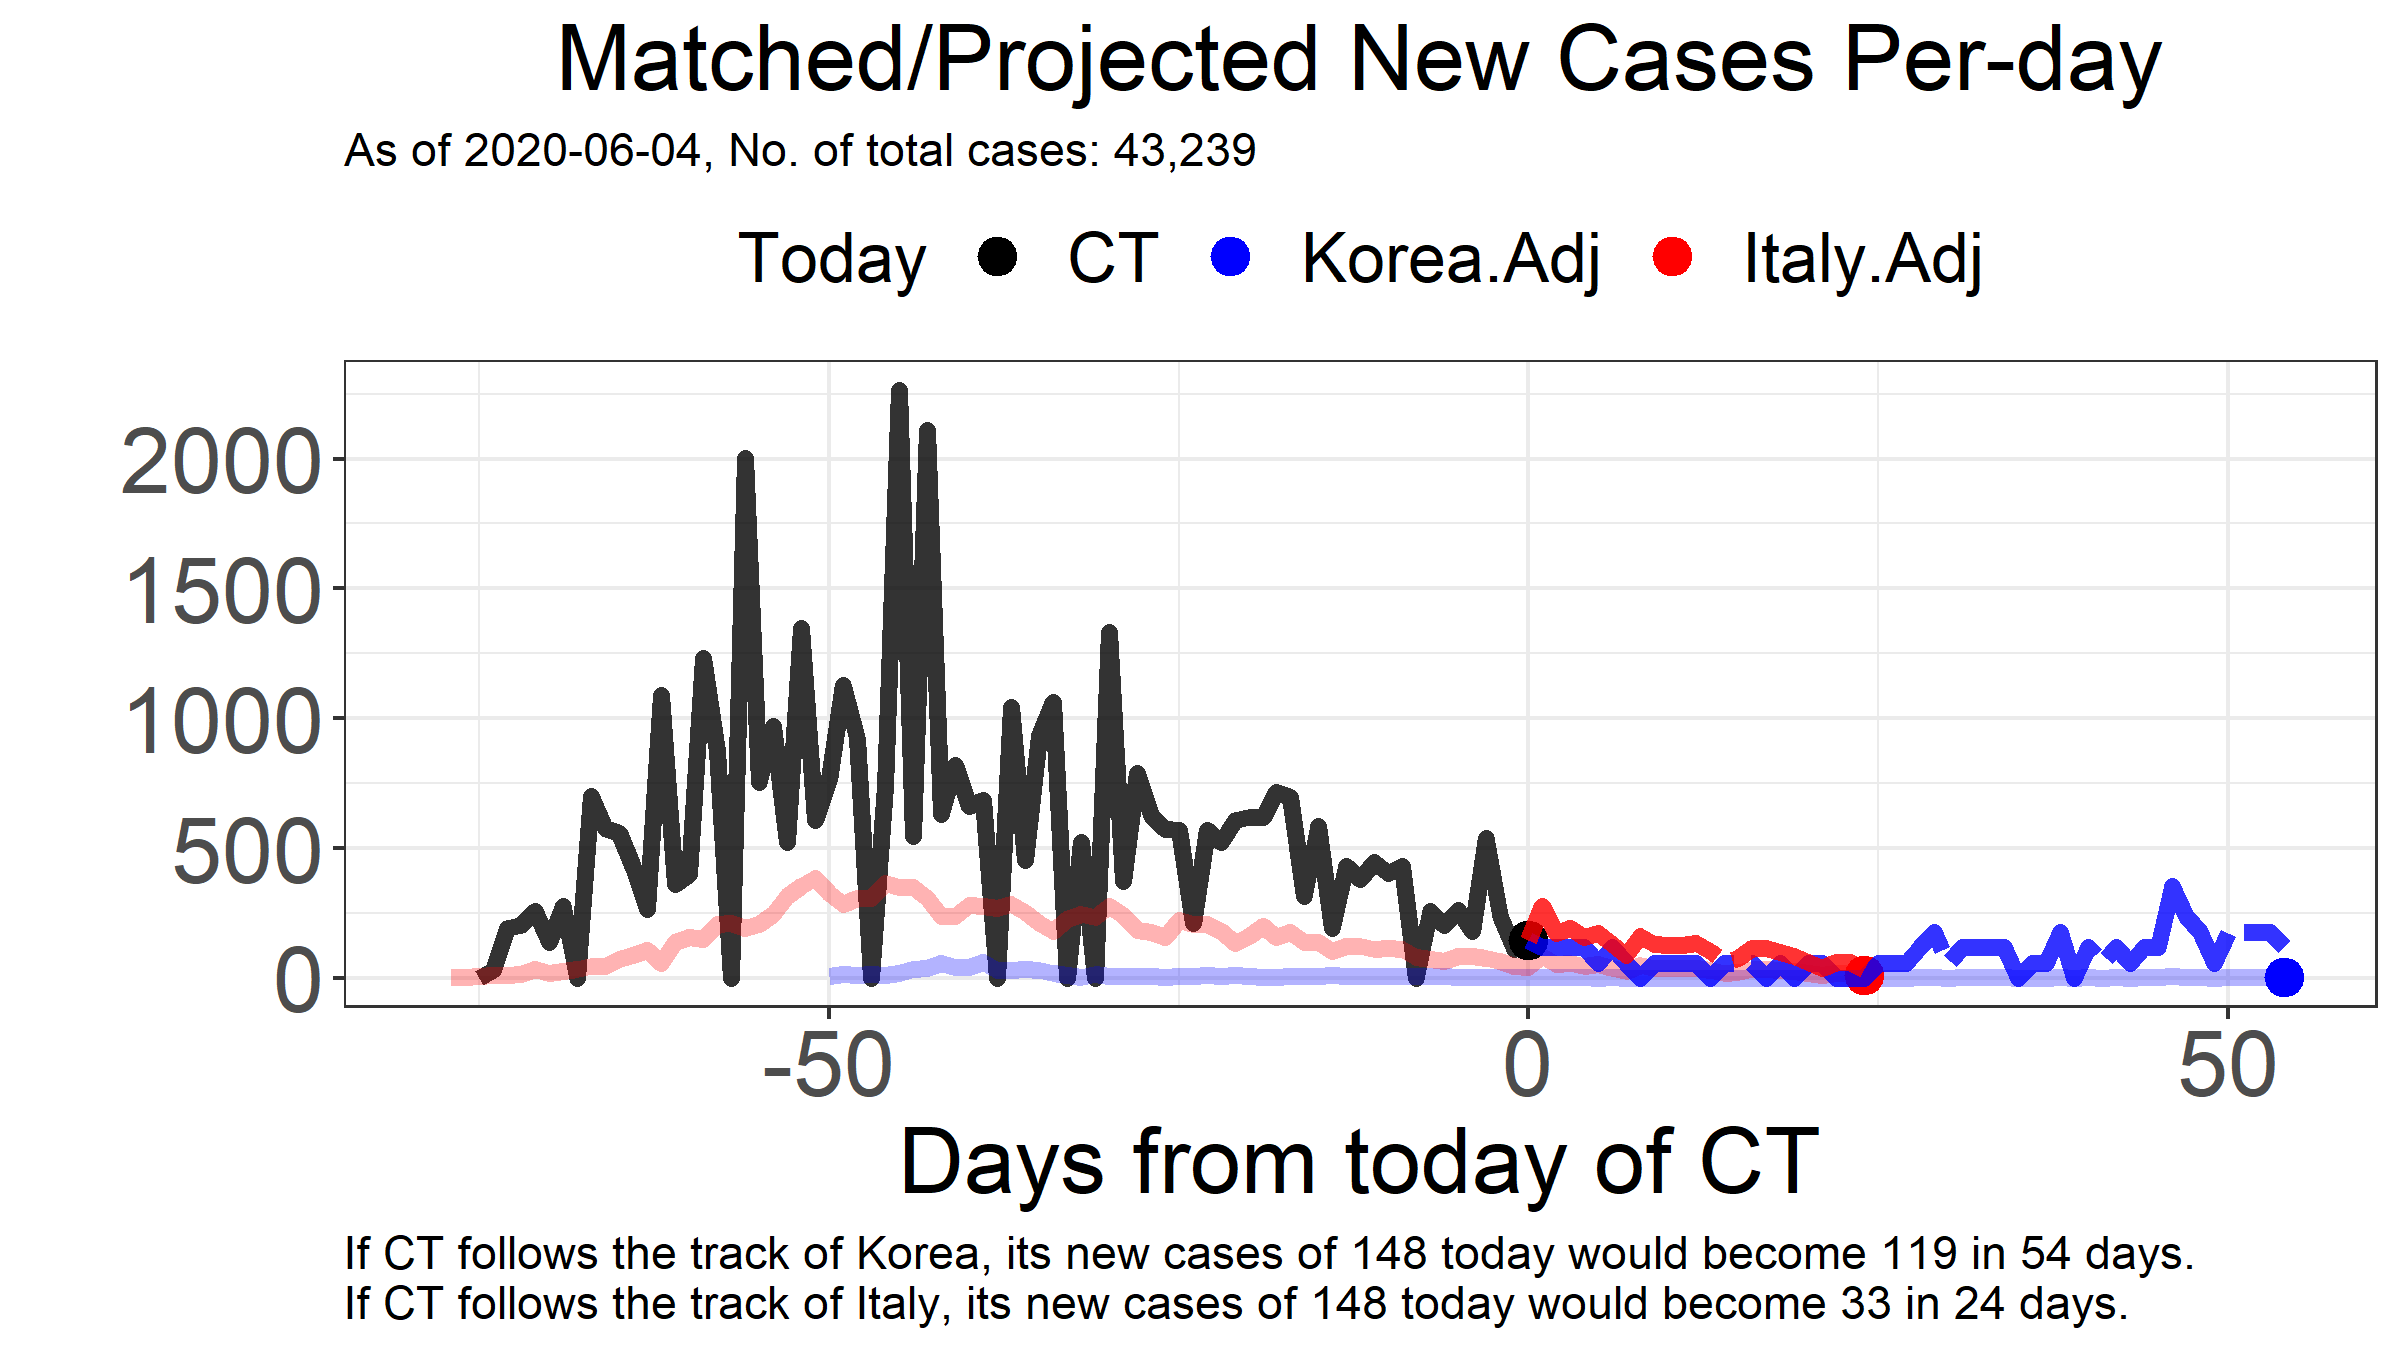 Matched/Projected New Cases Per-day
As of 2020-06-04, No. of total cases: 43,239
Today CT Korea.Adj Italy.Adj
2000
1500
1000
500
0
-50 0 50
Days from today of CT
If CT follows the track of Korea, its new cases of 148 today would become 119 in 54 days.
If CT follows the track of Italy, its new cases of 148 today would become 33 in 24 days.